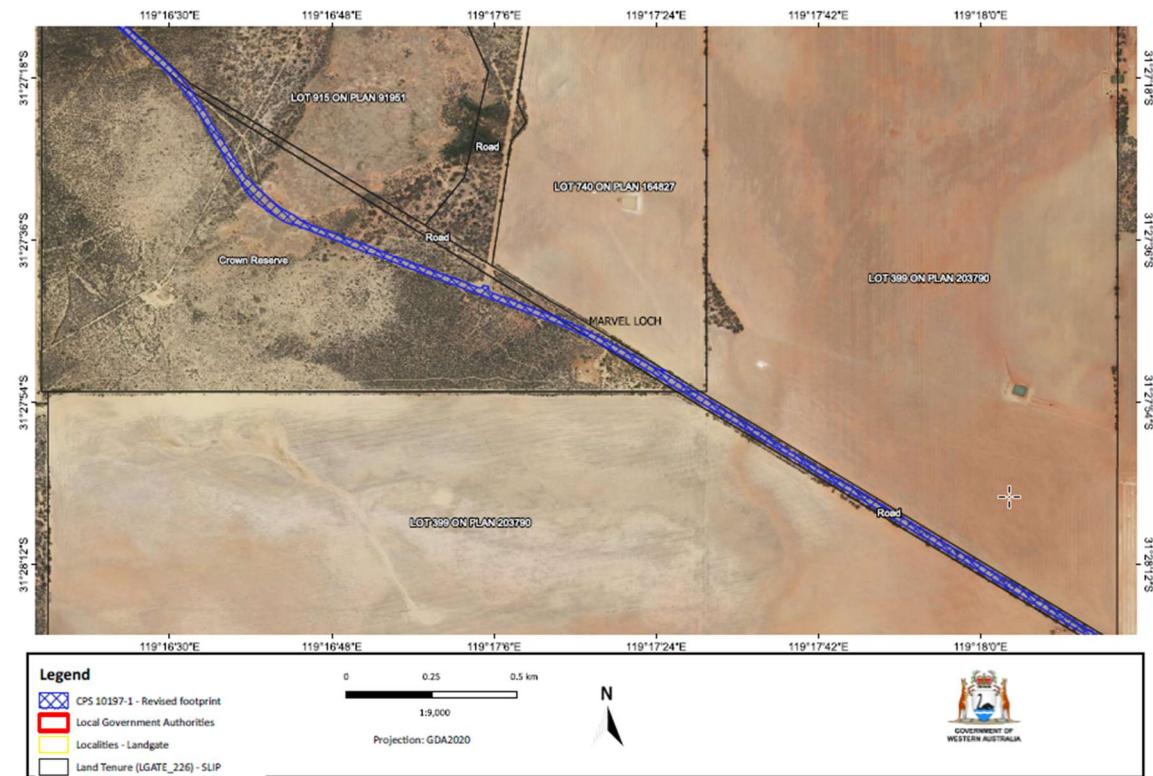 119°16'30"E
119°16'48"E
119°17'6"E
119°17'24"E
119°17'42"E
119°18'0"E
31°27'18"S
31°27'18"S
LOT 915 ON PLAN 91951
Road
LOT 740 ON PLAN 164827
31°27'36"S
Road
31°27'36"S
Crown Reserve
LOT 399 ON PLAN 203790
MARVEL LOCH
31°27'54"S
31°27'54"S
Road
LOT 399 ON PLAN 203790
31°28'12"S
31°28'12"S
119°16'30"E
119°16'48"E
119°17'6"E
119°17'24"E
119°17'42"E
119°18'0"E
Legend
CPS 10197-1 - Revised footprint
Local Government Authorities
Localities - Landgate
Land Tenure (LGATE_226) - SLIP
0 0.25 0.5 km
1:9,000
Projection: GDA2020
N
GOVERNMENT OF
WESTERN AUSTRALIA